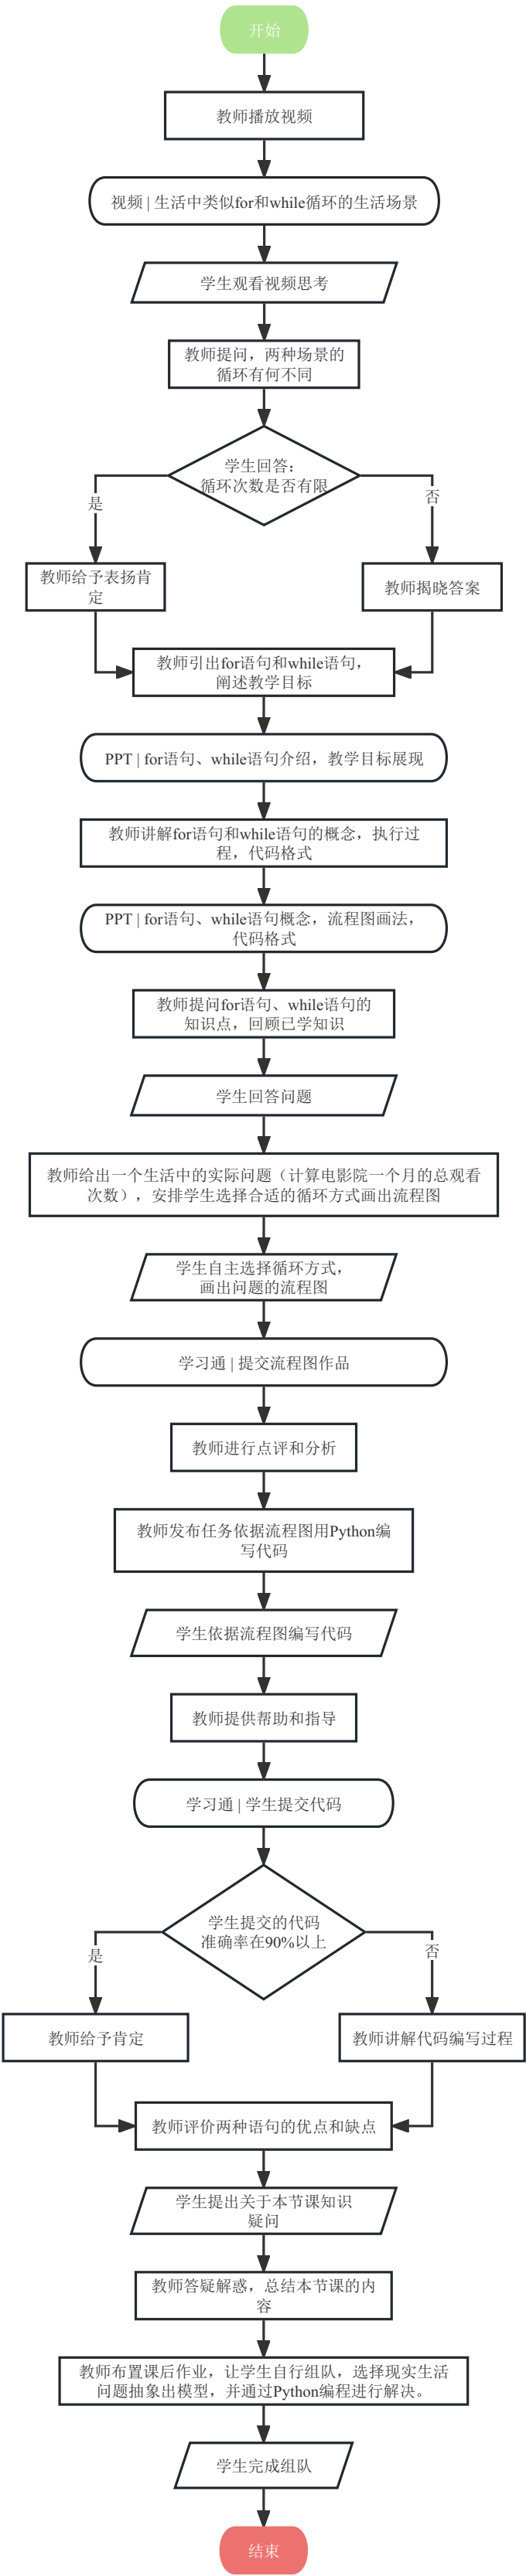 开始
教师播放视频
视频 | 生活中类似for和while循环的生活场景
学生观看视频思考
教师提问，两种场景的
循环有何不同
学生回答：
循环次数是否有限
是
否
教师给予表扬肯
定
教师揭晓答案
教师引出for语句和while语句，
阐述教学目标
PPT | for语句、while语句介绍，教学目标展现
教师讲解for语句和while语句的概念，执行过
程，代码格式
PPT | for语句、while语句概念，流程图画法，
代码格式
教师提问for语句、while语句的
知识点，回顾已学知识
学生回答问题
教师给出一个生活中的实际问题（计算电影院一个月的总观看
次数），安排学生选择合适的循环方式画出流程图
学生自主选择循环方式，
画出问题的流程图
学习通 | 提交流程图作品
教师进行点评和分析
教师发布任务依据流程图用Python编
写代码
学生依据流程图编写代码
教师提供帮助和指导
学习通 | 学生提交代码
学生提交的代码
准确率在90%以上
是
否
教师给予肯定
教师讲解代码编写过程
教师评价两种语句的优点和缺点
学生提出关于本节课知识
疑问
教师答疑解惑，总结本节课的内
容
教师布置课后作业，让学生自行组队，选择现实生活
问题抽象出模型，并通过Python编程进行解决。
学生完成组队
结束